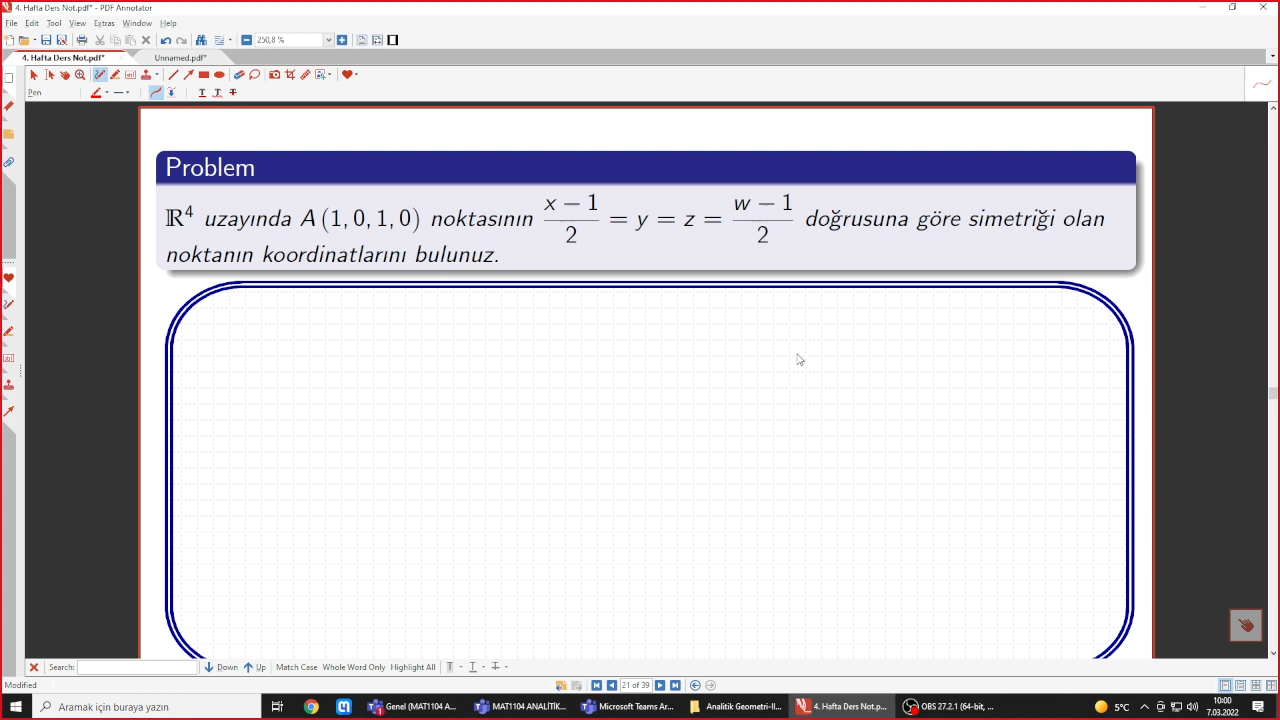 4. Hafta Ders Not.pdf* - PDF Annotator
File Edit Tool View Extras Window Help
250,8 %
4. Hafta Ders Not.pdf* Unnamed.pdf*
Pen
Problem
ℝ⁴ uzayında A (1, 0, 1, 0) noktasının (x − 1)/2 = y = z = (w − 1)/2 doğrusuna göre simetriği olan
noktanın koordinatlarını bulunuz.
Search: Down Up Match Case Whole Word Only Highlight All
Modified 21 of 39
Aramak için buraya yazın Genel (MAT1104 A... MAT1104 ANALİTİK... Microsoft Teams Ar... Analitik Geometri-II... 4. Hafta Ders Not.p... OBS 27.2.1 (64-bit, ... 5°C 10:00
7.03.2022